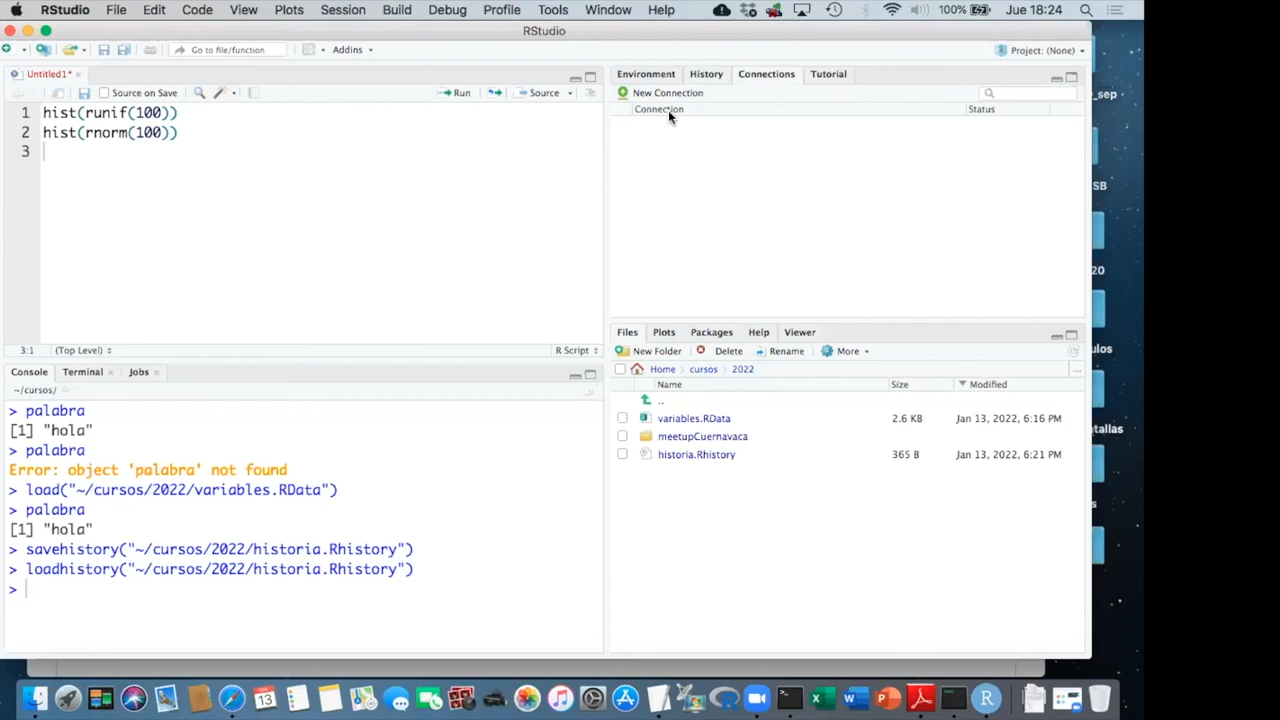 RStudio File Edit Code View Plots Session Build Debug Profile Tools Window Help 100% Jue 18:24
RStudio
Go to file/function Addins Project: (None)
Untitled1*
Source on Save Run Source
1 hist(runif(100))
2 hist(rnorm(100))
3
3:1 (Top Level) R Script
Console Terminal Jobs
~/cursos/
> palabra
[1] "hola"
> palabra
Error: object 'palabra' not found
> load("~/cursos/2022/variables.RData")
> palabra
[1] "hola"
> savehistory("~/cursos/2022/historia.Rhistory")
> loadhistory("~/cursos/2022/historia.Rhistory")
>
Environment History Connections Tutorial
New Connection
Connection Status
Files Plots Packages Help Viewer
New Folder Delete Rename More
Home cursos 2022 ...
Name Size Modified
..
variables.RData 2.6 KB Jan 13, 2022, 6:16 PM
meetupCuernavaca
historia.Rhistory 365 B Jan 13, 2022, 6:21 PM
_sep
SB
20
ulos
tallas
s
13